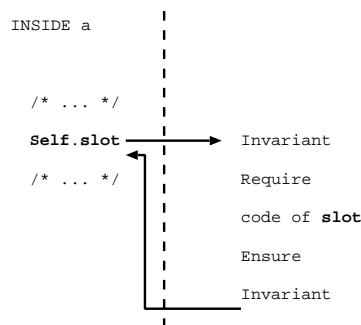 INSIDE a
/* ... */
Self.slot
/* ... */
Invariant
Require
code of slot
Ensure
Invariant